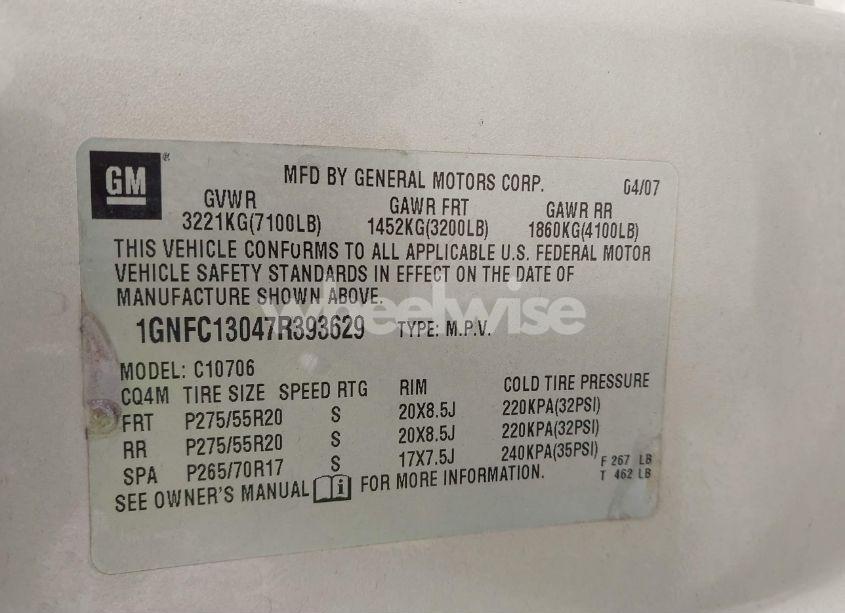 GM ®
MFD BY GENERAL MOTORS CORP. 04/07
GVWR GAWR FRT GAWR RR
3221KG(7100LB) 1452KG(3200LB) 1860KG(4100LB)
THIS VEHICLE CONFORMS TO ALL APPLICABLE U.S. FEDERAL MOTOR
VEHICLE SAFETY STANDARDS IN EFFECT ON THE DATE OF
MANUFACTURE SHOWN ABOVE.
wheelwise
1GNFC13047R393629 TYPE: M.P.V.
MODEL: C10706
CQ4M TIRE SIZE SPEED RTG RIM COLD TIRE PRESSURE
FRT P275/55R20 S 20X8.5J 220KPA(32PSI)
RR P275/55R20 S 20X8.5J 220KPA(32PSI)
SPA P265/70R17 S 17X7.5J 240KPA(35PSI) F 267 LB
T 462 LB
SEE OWNER'S MANUAL i FOR MORE INFORMATION.